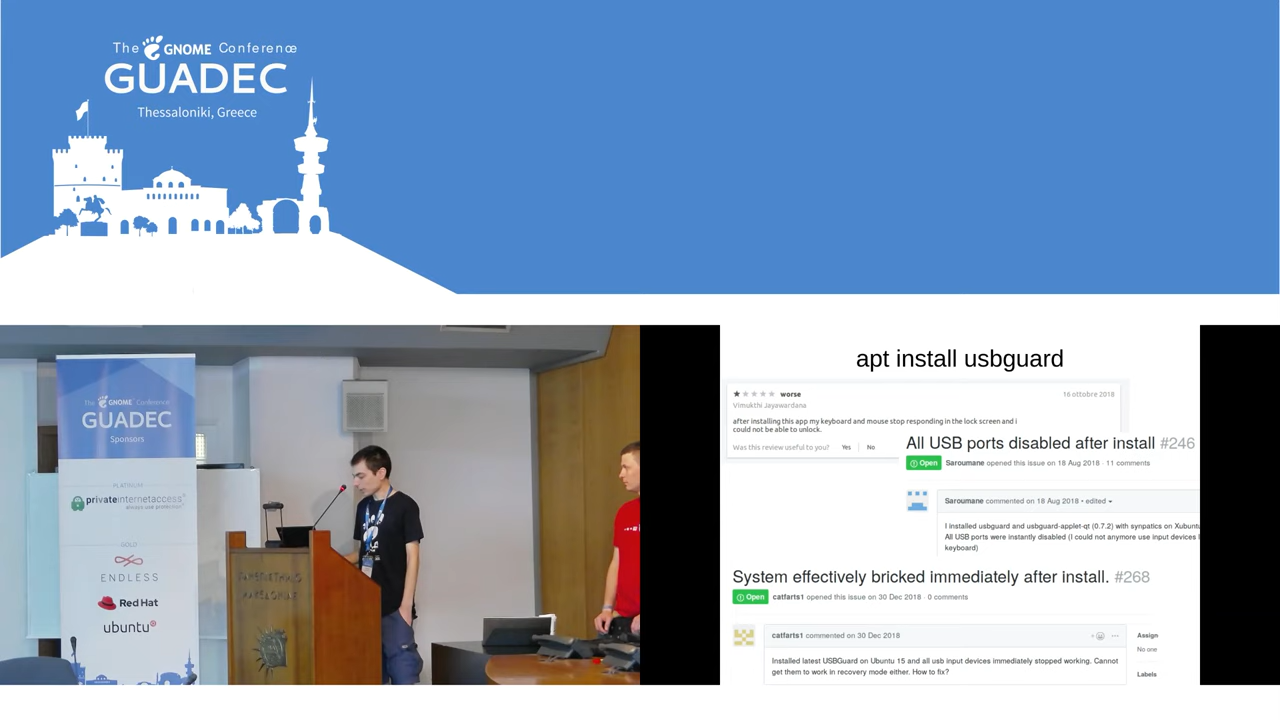 The GNOME Conference
GUADEC
Thessaloniki, Greece
The GNOME Conference
GUADEC
Sponsors
PLATINUM
privateinternetaccess
always use protection
GOLD
ENDLESS
Red Hat
ubuntu
apt install usbguard
worse
16 ottobre 2018
Vimukthi Jayawardana
after installing this app my keyboard and mouse stop responding in the lock screen and i
could not be able to unlock.
Was this review useful to you? Yes No
All USB ports disabled after install #246
Open Saroumane opened this issue on 18 Aug 2018 · 11 comments
Saroumane commented on 18 Aug 2018 • edited
I installed usbguard and usbguard-applet-qt (0.7.2) with synpatics on Xubuntu
All USB ports were instantly disabled (I could not anymore use input devices
keyboard)
System effectively bricked immediately after install. #268
Open catfarts1 opened this issue on 30 Dec 2018 · 0 comments
catfarts1 commented on 30 Dec 2018
Assign
No one
Installed latest USBGuard on Ubuntu 15 and all usb input devices immediately stopped working. Cannot
get them to work in recovery mode either. How to fix?
Labels